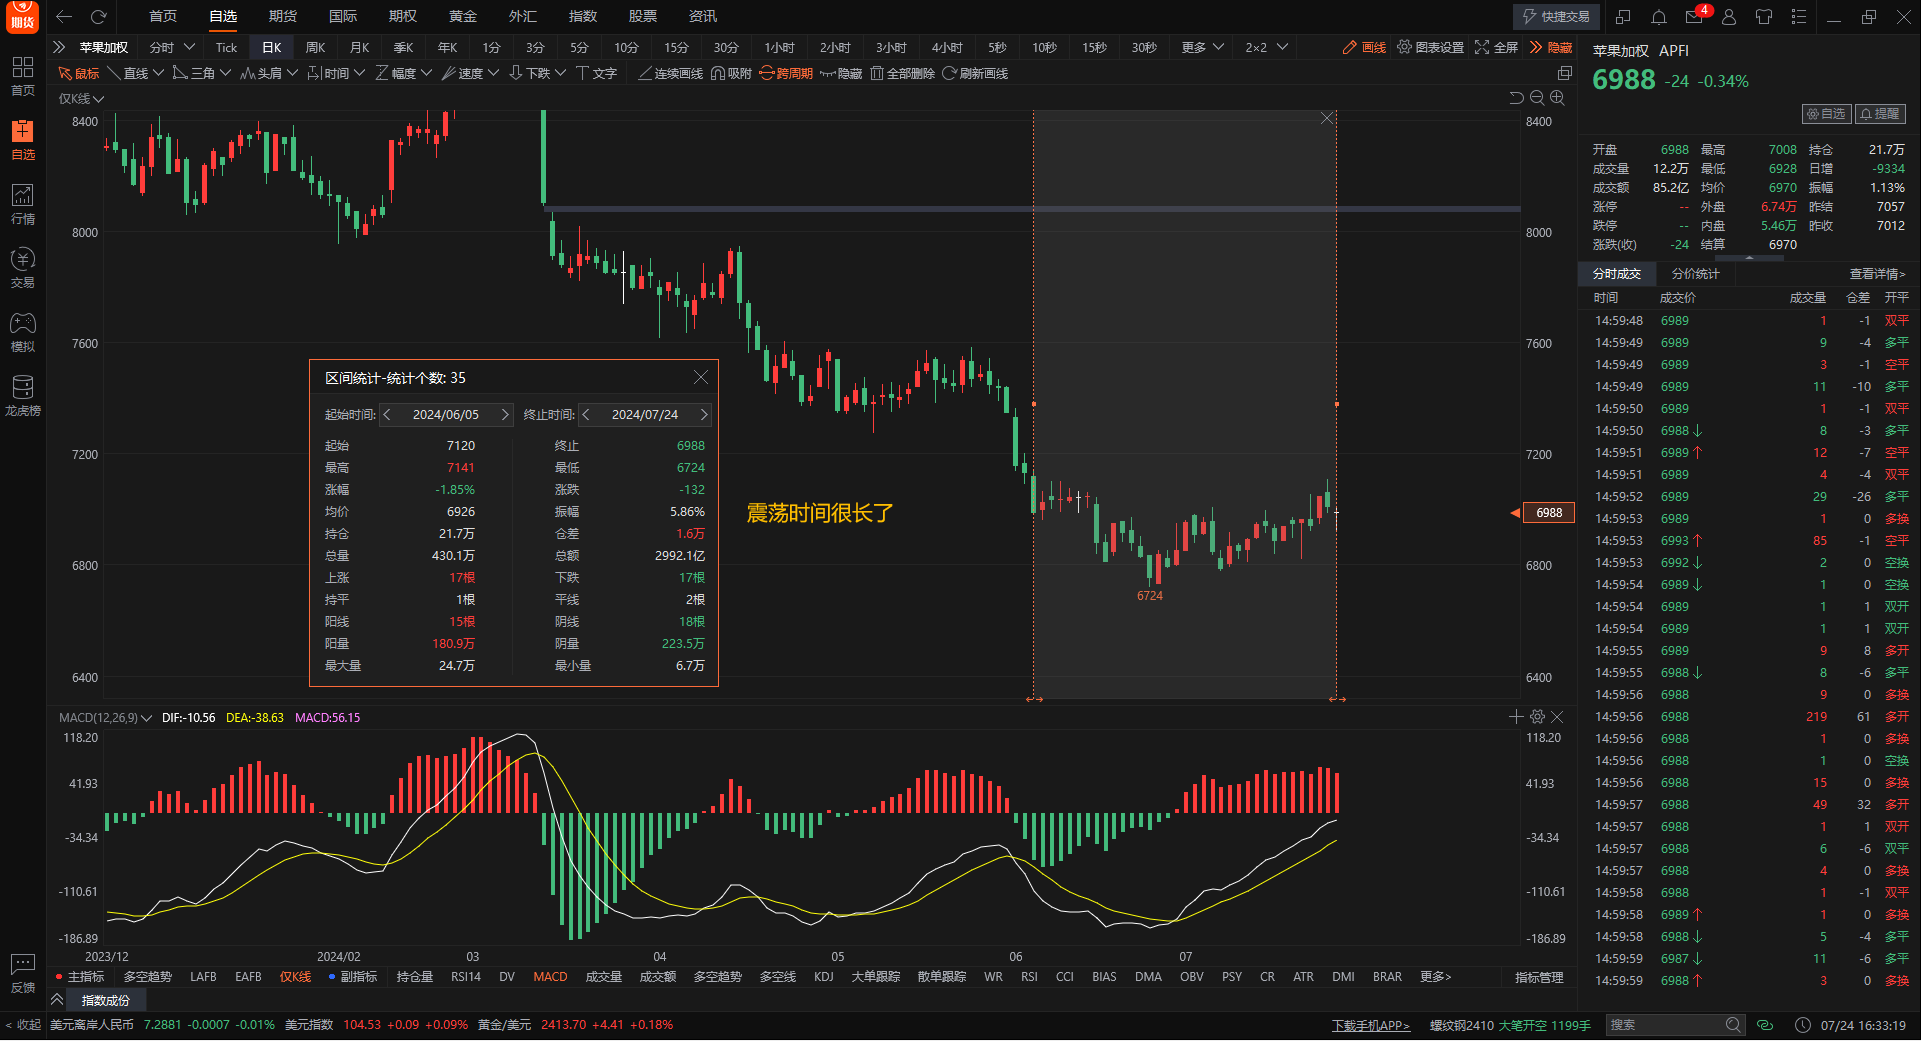 期货
首页 自选 期货 国际 期权 黄金 外汇 指数 股票 资讯
快捷交易 4
苹果加权 分时 Tick 日K 周K 月K 季K 年K 1分 3分 5分 10分 15分 30分 1小时 2小时 3小时 4小时 5秒 10秒 15秒 30秒 更多 2×2 画线 图表设置 全屏 隐藏
鼠标 直线 三角 头肩 时间 幅度 速度 下跌 文字 连续画线 吸附 跨周期 隐藏 全部删除 刷新画线
首页
自选
行情
交易
模拟
龙虎榜
反馈
< 收起
仅K线
8400 8400
8000 8000
7600 7600
7200 7200
6800 6800
6400 6400
6988
6724
震荡时间很长了
区间统计-统计个数: 35
起始时间: 2024/06/05 终止时间: 2024/07/24
起始 7120 终止 6988
最高 7141 最低 6724
涨幅 -1.85% 涨跌 -132
均价 6926 振幅 5.86%
持仓 21.7万 仓差 1.6万
总量 430.1万 总额 2992.1亿
上涨 17根 下跌 17根
持平 1根 平线 2根
阳线 15根 阴线 18根
阳量 180.9万 阴量 223.5万
最大量 24.7万 最小量 6.7万
MACD(12,26,9) DIF:-10.56 DEA:-38.63 MACD:56.15
118.20 118.20
41.93 41.93
-34.34 -34.34
-110.61 -110.61
-186.89 -186.89
2023/12 2024/02 03 04 05 06 07
主指标 多空趋势 LAFB EAFB 仅K线 副指标 持仓量 RSI14 DV MACD 成交量 成交额 多空趋势 多空线 KDJ 大单跟踪 散单跟踪 WR RSI CCI BIAS DMA OBV PSY CR ATR DMI BRAR 更多> 指标管理
指数成份
苹果加权 APFI
6988 -24 -0.34%
自选 提醒
开盘 6988 最高 7008 持仓 21.7万
成交量 12.2万 最低 6928 日增 -9334
成交额 85.2亿 均价 6970 振幅 1.13%
涨停 -- 外盘 6.74万 昨结 7057
跌停 -- 内盘 5.46万 昨收 7012
涨跌(收) -24 结算 6970
分时成交 分价统计 查看详情>
时间 成交价 成交量 仓差 开平
14:59:48 6989 1 -1 双平
14:59:49 6989 9 -4 多平
14:59:49 6989 3 -1 空平
14:59:49 6989 11 -10 多平
14:59:50 6989 1 -1 双平
14:59:50 6988↓ 8 -3 多平
14:59:51 6989↑ 12 -7 空平
14:59:51 6989 4 -4 双平
14:59:52 6989 29 -26 多平
14:59:53 6989 1 0 多换
14:59:53 6993↑ 85 -1 空平
14:59:53 6992↓ 2 0 空换
14:59:54 6989↓ 1 0 空换
14:59:54 6989 1 1 双开
14:59:54 6989 1 1 双开
14:59:55 6989 9 8 多开
14:59:55 6988↓ 8 -6 多平
14:59:56 6988 9 0 多换
14:59:56 6988 219 61 多开
14:59:56 6988 1 0 多换
14:59:56 6988 1 0 空换
14:59:56 6988 15 0 多换
14:59:57 6988 49 32 多开
14:59:57 6988 1 1 双开
14:59:57 6988 6 -6 双平
14:59:57 6988 4 0 多换
14:59:58 6988 1 -1 双平
14:59:58 6989↑ 1 0 多换
14:59:58 6988↓ 5 -4 多平
14:59:59 6987↓ 11 -6 多平
14:59:59 6988↑ 3 0 多换
美元离岸人民币 7.2881 -0.0007 -0.01% 美元指数 104.53 +0.09 +0.09% 黄金/美元 2413.70 +4.41 +0.18% 下载手机APP> 螺纹钢2410 大笔开空 1199手 搜索 07/24 16:33:19